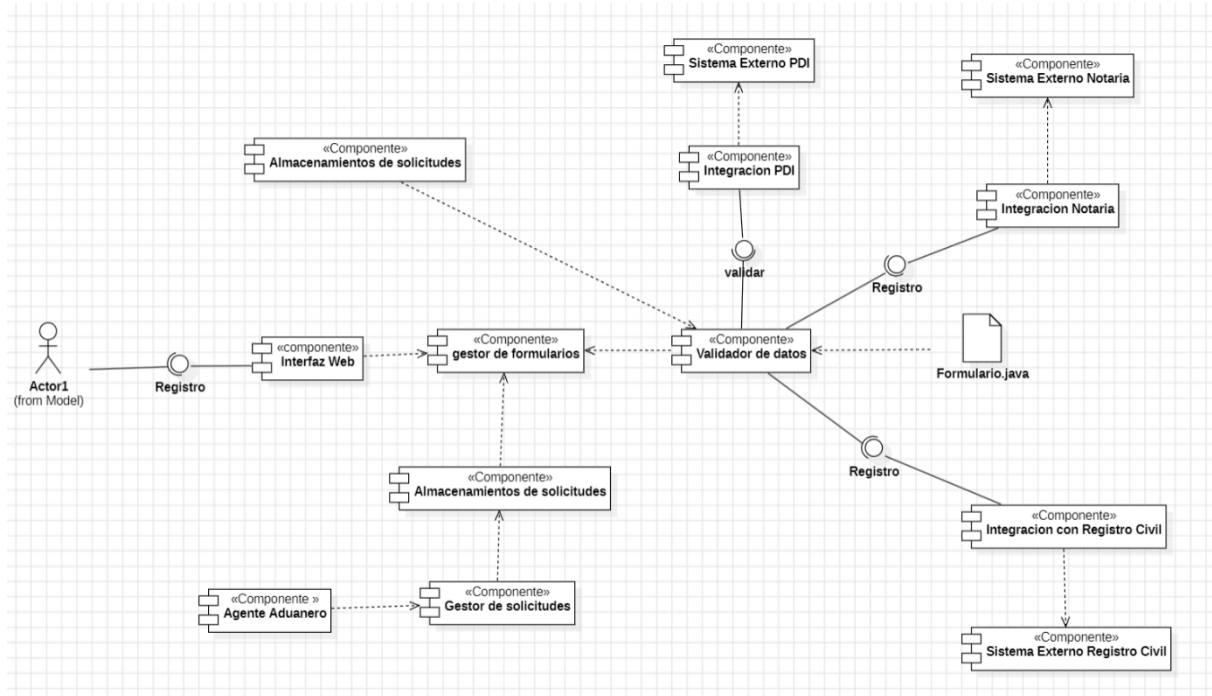 «Componente»
Sistema Externo PDI
«Componente»
Sistema Externo Notaria
«Componente»
Almacenamientos de solicitudes
«Componente»
Integracion PDI
«Componente»
Integracion Notaria
validar
Registro
Actor1
(from Model)
Registro
«componente»
Interfaz Web
«Componente»
gestor de formularios
«Componente»
Validador de datos
Formulario.java
Registro
«Componente»
Almacenamientos de solicitudes
«Componente»
Integracion con Registro Civil
«Componente »
Agente Aduanero
«Componente»
Gestor de solicitudes
«Componente»
Sistema Externo Registro Civil